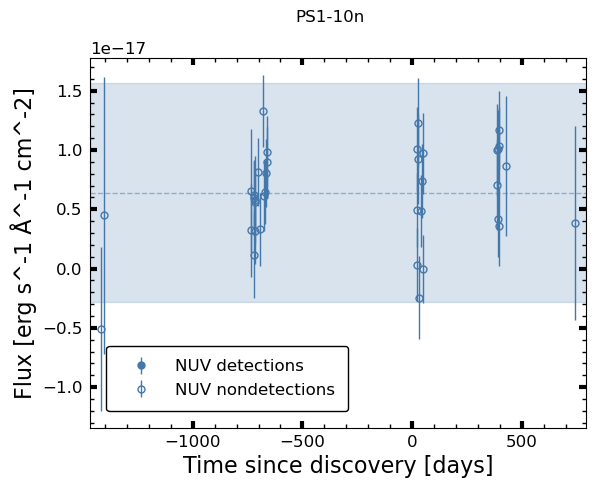 PS1-10n
1e−17
1.5
1.0
0.5
0.0
−0.5
−1.0
Flux [erg s^-1 Å^-1 cm^-2]
NUV detections
NUV nondetections
−1000 −500 0 500
Time since discovery [days]